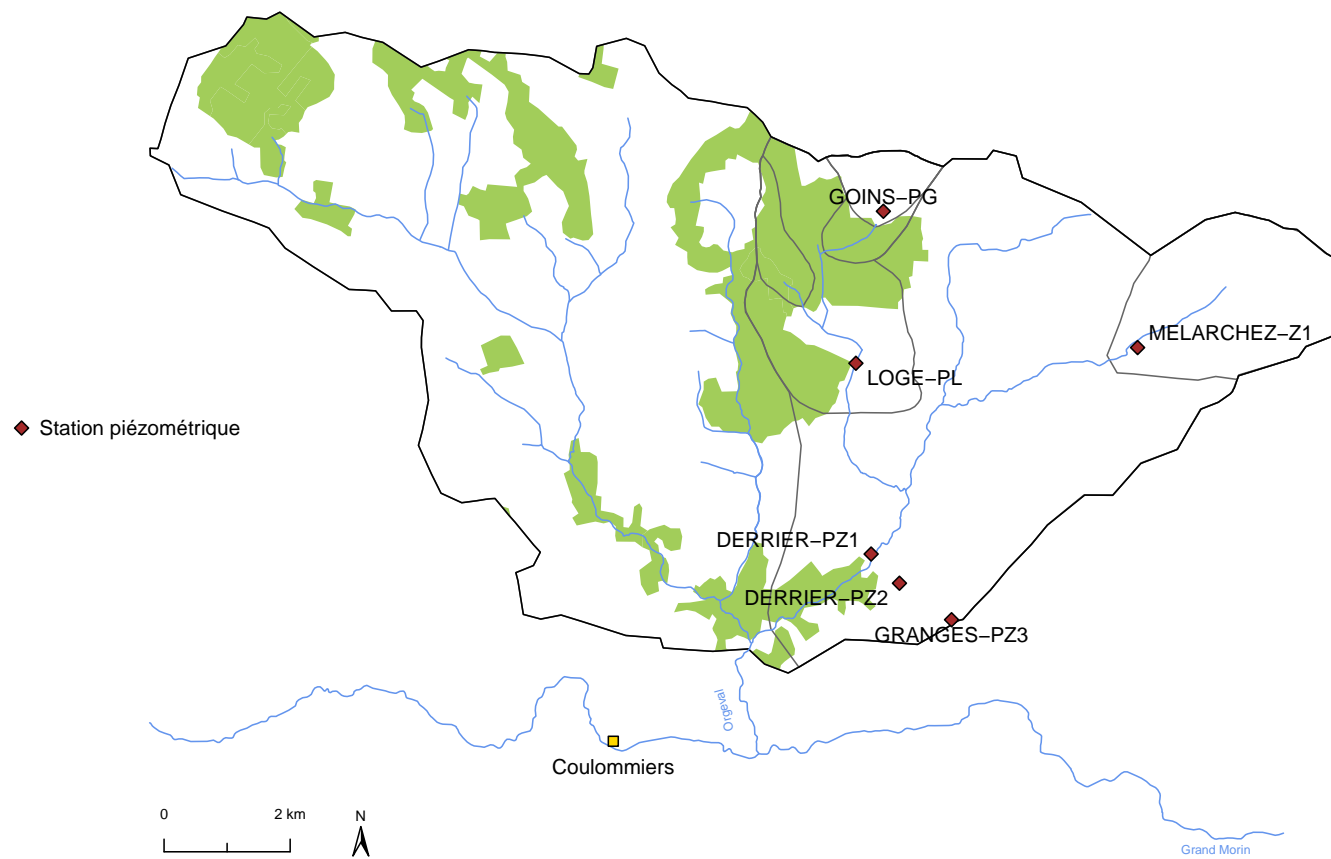 GOINS–PG
MELARCHEZ–Z1
LOGE–PL
Station piézométrique
DERRIER–PZ1
DERRIER–PZ2
GRANGES–PZ3
Orgeval
Coulommiers
0 2 km N
Grand Morin